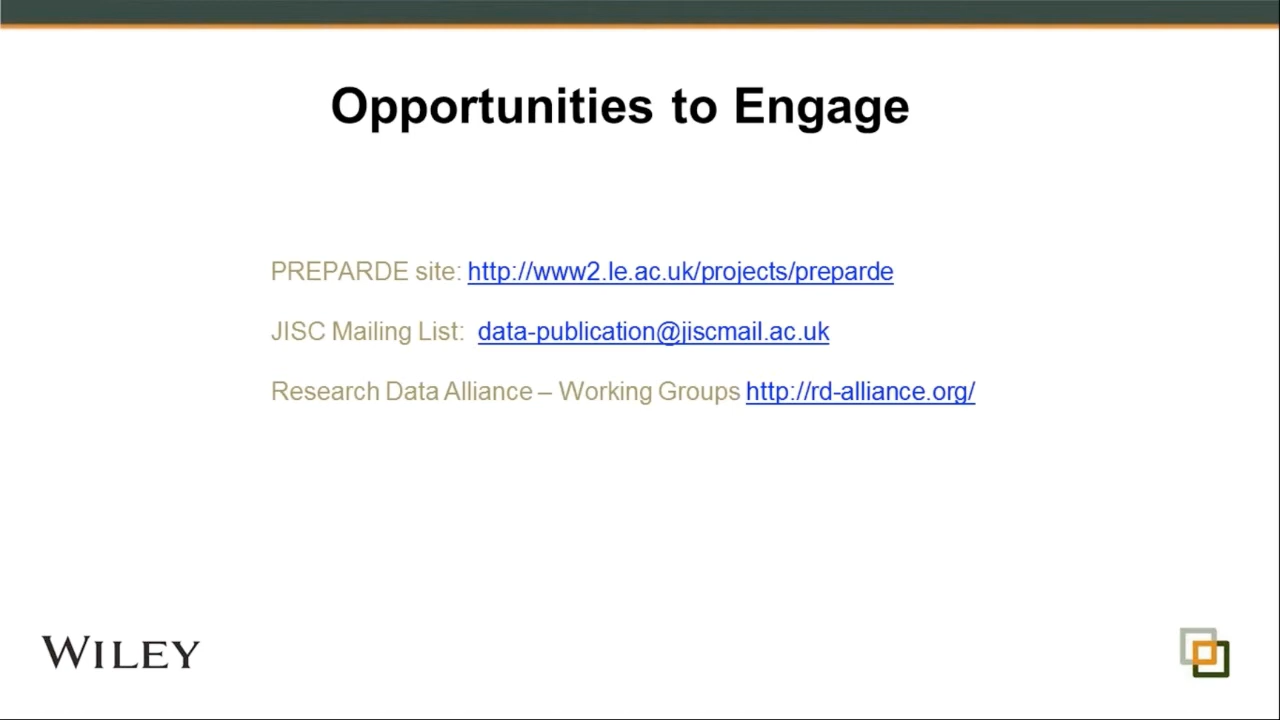 Opportunities to Engage
PREPARDE site: http://www2.le.ac.uk/projects/preparde
JISC Mailing List: data-publication@jiscmail.ac.uk
Research Data Alliance – Working Groups http://rd-alliance.org/
WILEY